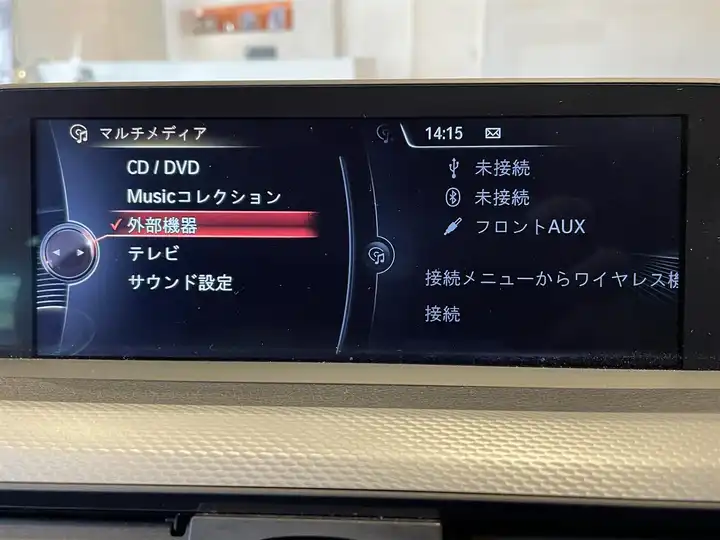 マルチメディア
CD / DVD
Musicコレクション
外部機器
テレビ
サウンド設定
14:15
未接続
未接続
フロントAUX
接続メニューからワイヤレス機
接続